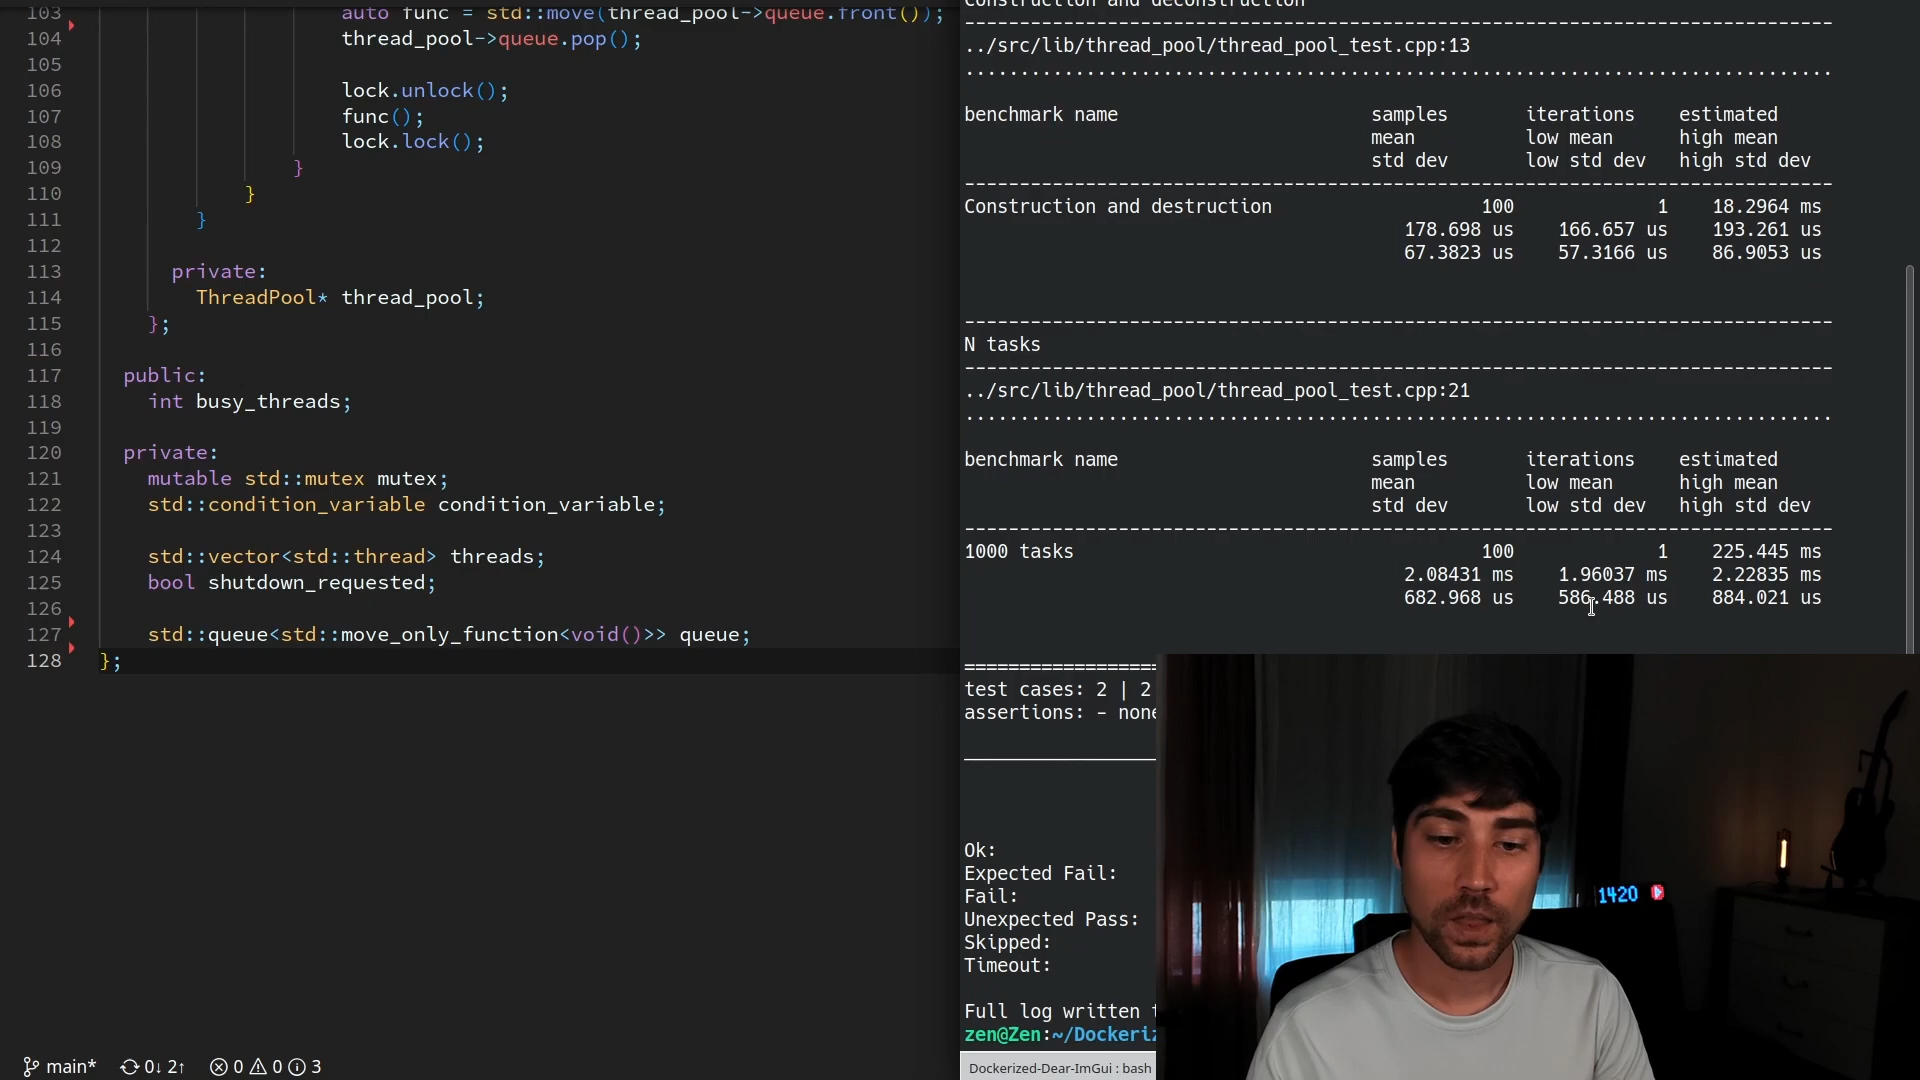 103 auto func = std::move(thread_pool->queue.front());
104 thread_pool->queue.pop();
105
106 lock.unlock();
107 func();
108 lock.lock();
109 }
110 }
111 }
112
113 private:
114 ThreadPool* thread_pool;
115 };
116
117 public:
118 int busy_threads;
119
120 private:
121 mutable std::mutex mutex;
122 std::condition_variable condition_variable;
123
124 std::vector<std::thread> threads;
125 bool shutdown_requested;
126
127 std::queue<std::move_only_function<void()>> queue;
128 };
main* 0↓ 2↑ 0 0 3
Construction and deconstruction
-------------------------------------------------------------------------------
../src/lib/thread_pool/thread_pool_test.cpp:13
...............................................................................
benchmark name samples iterations estimated
mean low mean high mean
std dev low std dev high std dev
-------------------------------------------------------------------------------
Construction and destruction 100 1 18.2964 ms
178.698 us 166.657 us 193.261 us
67.3823 us 57.3166 us 86.9053 us
-------------------------------------------------------------------------------
N tasks
-------------------------------------------------------------------------------
../src/lib/thread_pool/thread_pool_test.cpp:21
...............................................................................
benchmark name samples iterations estimated
mean low mean high mean
std dev low std dev high std dev
-------------------------------------------------------------------------------
1000 tasks 100 1 225.445 ms
2.08431 ms 1.96037 ms 2.22835 ms
682.968 us 586.488 us 884.021 us
==================
test cases: 2 | 2
assertions: - none
Ok:
Expected Fail:
Fail:
Unexpected Pass:
Skipped:
Timeout:
Full log written
zen@Zen:~/Dockeriz
Dockerized-Dear-ImGui : bash
1420